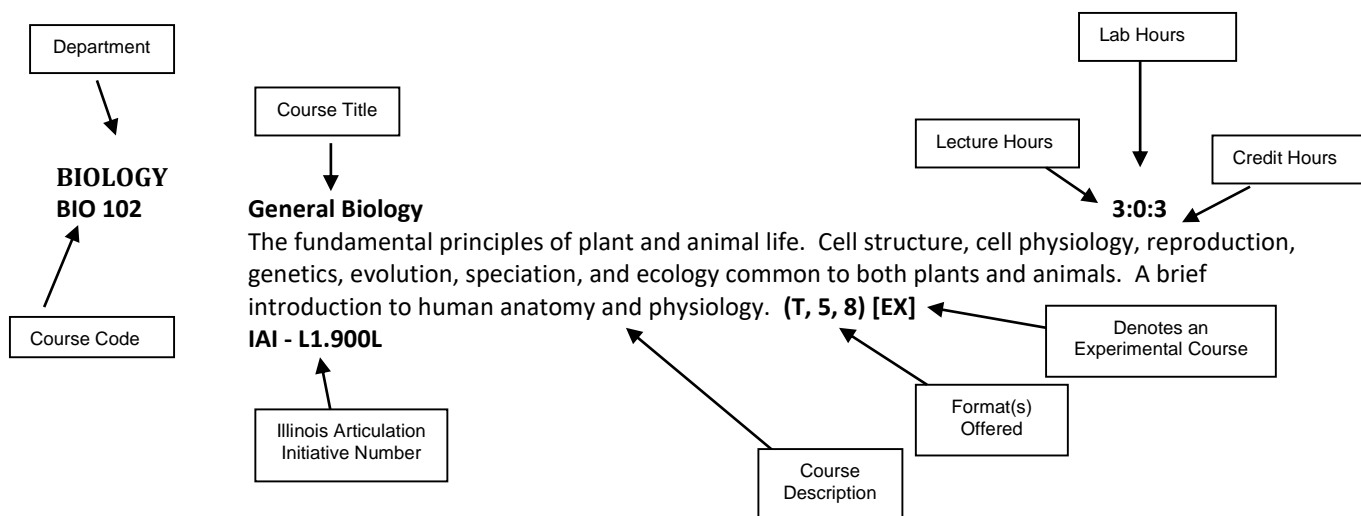 Department
Lab Hours
Course Title
Lecture Hours
Credit Hours
BIOLOGY
BIO 102
General Biology
3:0:3
The fundamental principles of plant and animal life.  Cell structure, cell physiology, reproduction,
genetics, evolution, speciation, and ecology common to both plants and animals.  A brief
introduction to human anatomy and physiology.  (T, 5, 8) [EX]
IAI - L1.900L
Course Code
Denotes an
Experimental Course
Illinois Articulation
Initiative Number
Format(s)
Offered
Course
Description